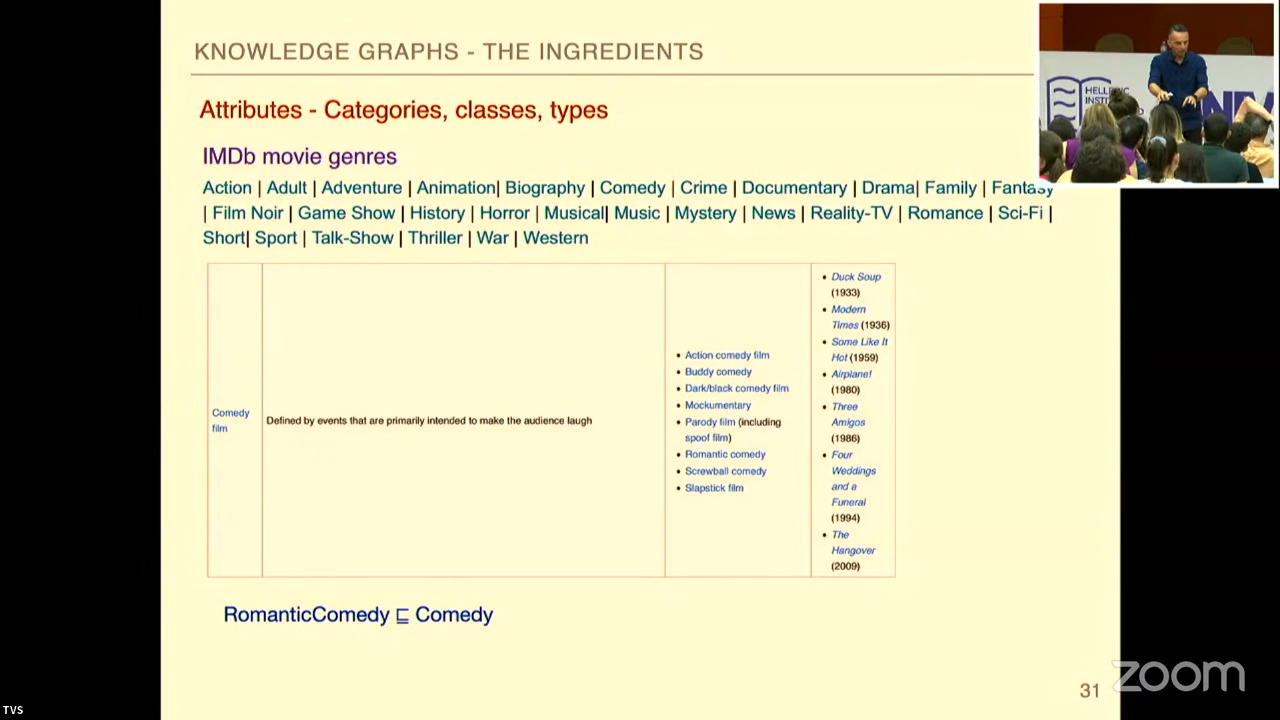 KNOWLEDGE GRAPHS - THE INGREDIENTS
Attributes - Categories, classes, types
IMDb movie genres
Action | Adult | Adventure | Animation| Biography | Comedy | Crime | Documentary | Drama| Family | Fantasy
| Film Noir | Game Show | History | Horror | Musical| Music | Mystery | News | Reality-TV | Romance | Sci-Fi |
Short| Sport | Talk-Show | Thriller | War | Western
Comedy
film
Defined by events that are primarily intended to make the audience laugh
• Action comedy film
• Buddy comedy
• Dark/black comedy film
• Mockumentary
• Parody film (including
spoof film)
• Romantic comedy
• Screwball comedy
• Slapstick film
• Duck Soup
(1933)
• Modern
Times (1936)
• Some Like It
Hot (1959)
• Airplane!
(1980)
• Three
Amigos
(1986)
• Four
Weddings
and a
Funeral
(1994)
• The
Hangover
(2009)
RomanticComedy ⊑ Comedy
31
zoom
TVS